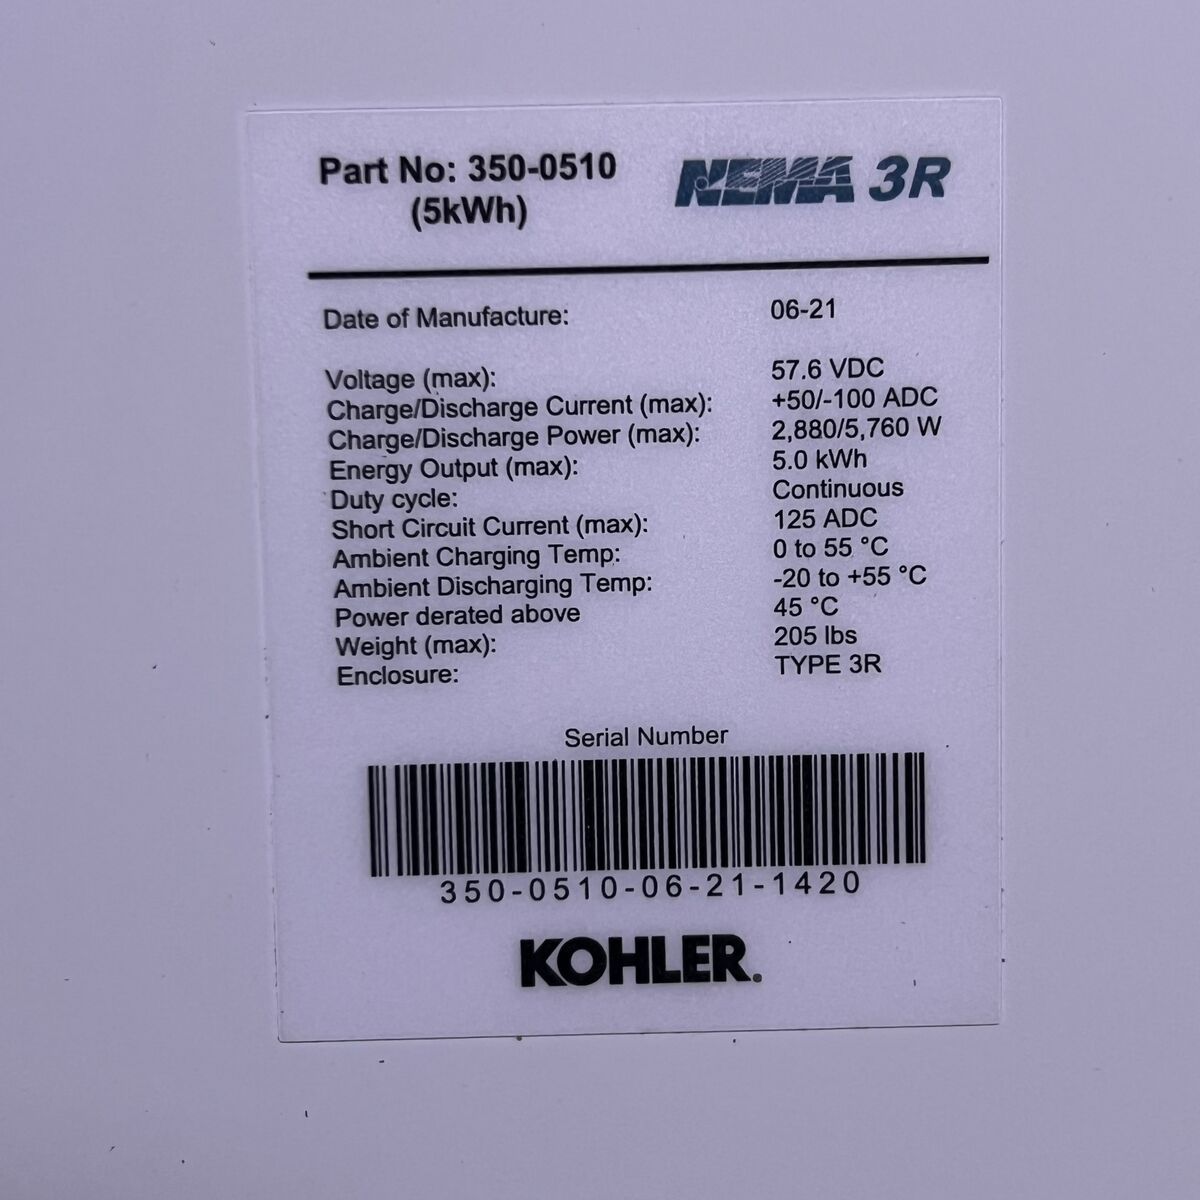 Part No: 350-0510
(5kWh)
NEMA 3R
Date of Manufacture: 06-21
Voltage (max): 57.6 VDC
Charge/Discharge Current (max): +50/-100 ADC
Charge/Discharge Power (max): 2,880/5,760 W
Energy Output (max): 5.0 kWh
Duty cycle: Continuous
Short Circuit Current (max): 125 ADC
Ambient Charging Temp: 0 to 55 °C
Ambient Discharging Temp: -20 to +55 °C
Power derated above 45 °C
Weight (max): 205 lbs
Enclosure: TYPE 3R
Serial Number
350-0510-06-21-1420
KOHLER®